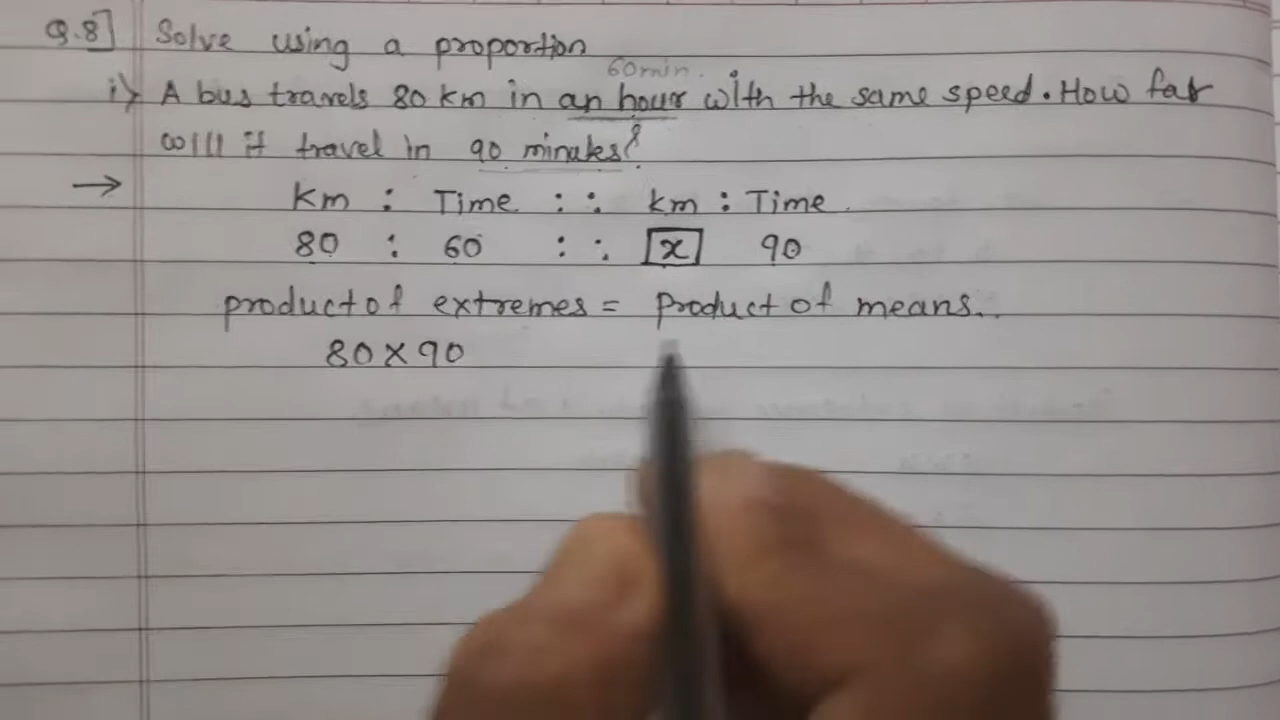 Q.8] Solve using a proportion
60min.
i) A bus travels 80 km in an hour with the same speed. How far
will it travel in 90 minutes?
→ Km : Time :: km : Time
80 : 60 :: x 90
product of extremes = product of means..
80 × 90